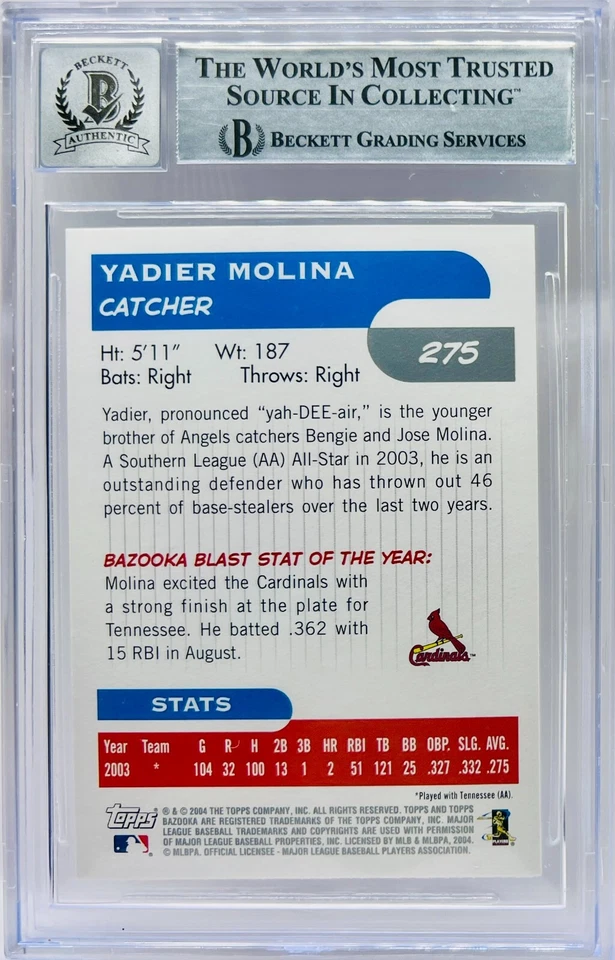 BECKETT
B
AUTHENTIC
THE WORLD'S MOST TRUSTED
SOURCE IN COLLECTING™
B BECKETT GRADING SERVICES
YADIER MOLINA
CATCHER
275
Ht: 5'11" Wt: 187
Bats: Right Throws: Right
Yadier, pronounced “yah-DEE-air,” is the younger
brother of Angels catchers Bengie and Jose Molina.
A Southern League (AA) All-Star in 2003, he is an
outstanding defender who has thrown out 46
percent of base-stealers over the last two years.
BAZOOKA BLAST STAT OF THE YEAR:
Molina excited the Cardinals with
a strong finish at the plate for
Tennessee. He batted .362 with
15 RBI in August.
Cardinals™
STATS
Year Team G R H 2B 3B HR RBI TB BB OBP. SLG. AVG.
2003 * 104 32 100 13 1 2 51 121 25 .327 .332 .275
*Played with Tennessee (AA).
topps ® & © 2004 THE TOPPS COMPANY, INC. ALL RIGHTS RESERVED. TOPPS AND TOPPS
BAZOOKA ARE REGISTERED TRADEMARKS OF THE TOPPS COMPANY, INC. MAJOR
LEAGUE BASEBALL TRADEMARKS AND COPYRIGHTS ARE USED WITH PERMISSION
OF MAJOR LEAGUE BASEBALL PROPERTIES, INC. LICENSED BY MLB & MLBPA, 2004.
© MLBPA. OFFICIAL LICENSEE - MAJOR LEAGUE BASEBALL PLAYERS ASSOCIATION.